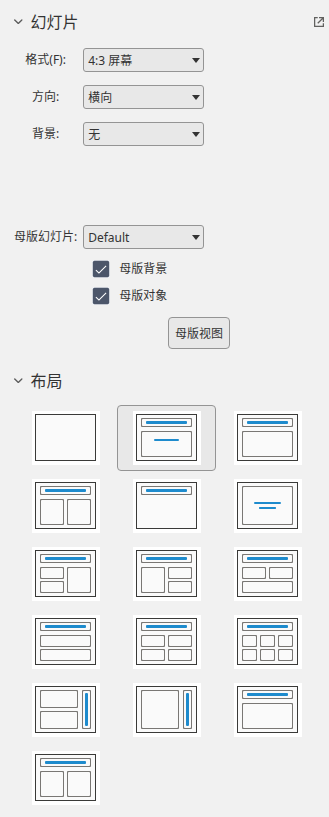 幻灯片
格式(F): 4:3 屏幕
方向: 横向
背景: 无
母版幻灯片: Default
母版背景
母版对象
母版视图
布局